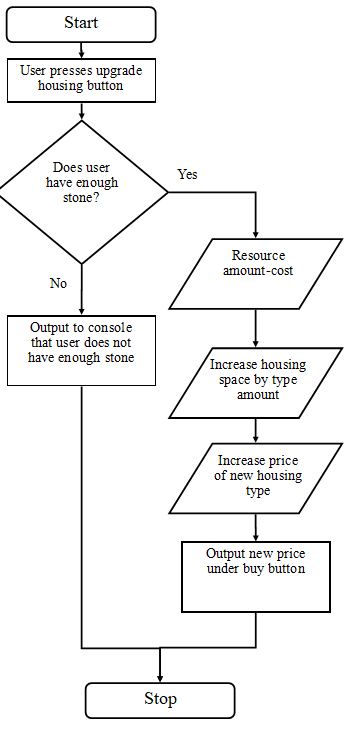 Start
User presses upgrade
housing button
Does user
have enough
stone?
Yes
No
Resource
amount-cost
Output to console
that user does not
have enough stone
Increase housing
space by type
amount
Increase price
of new housing
type
Output new price
under buy button
Stop